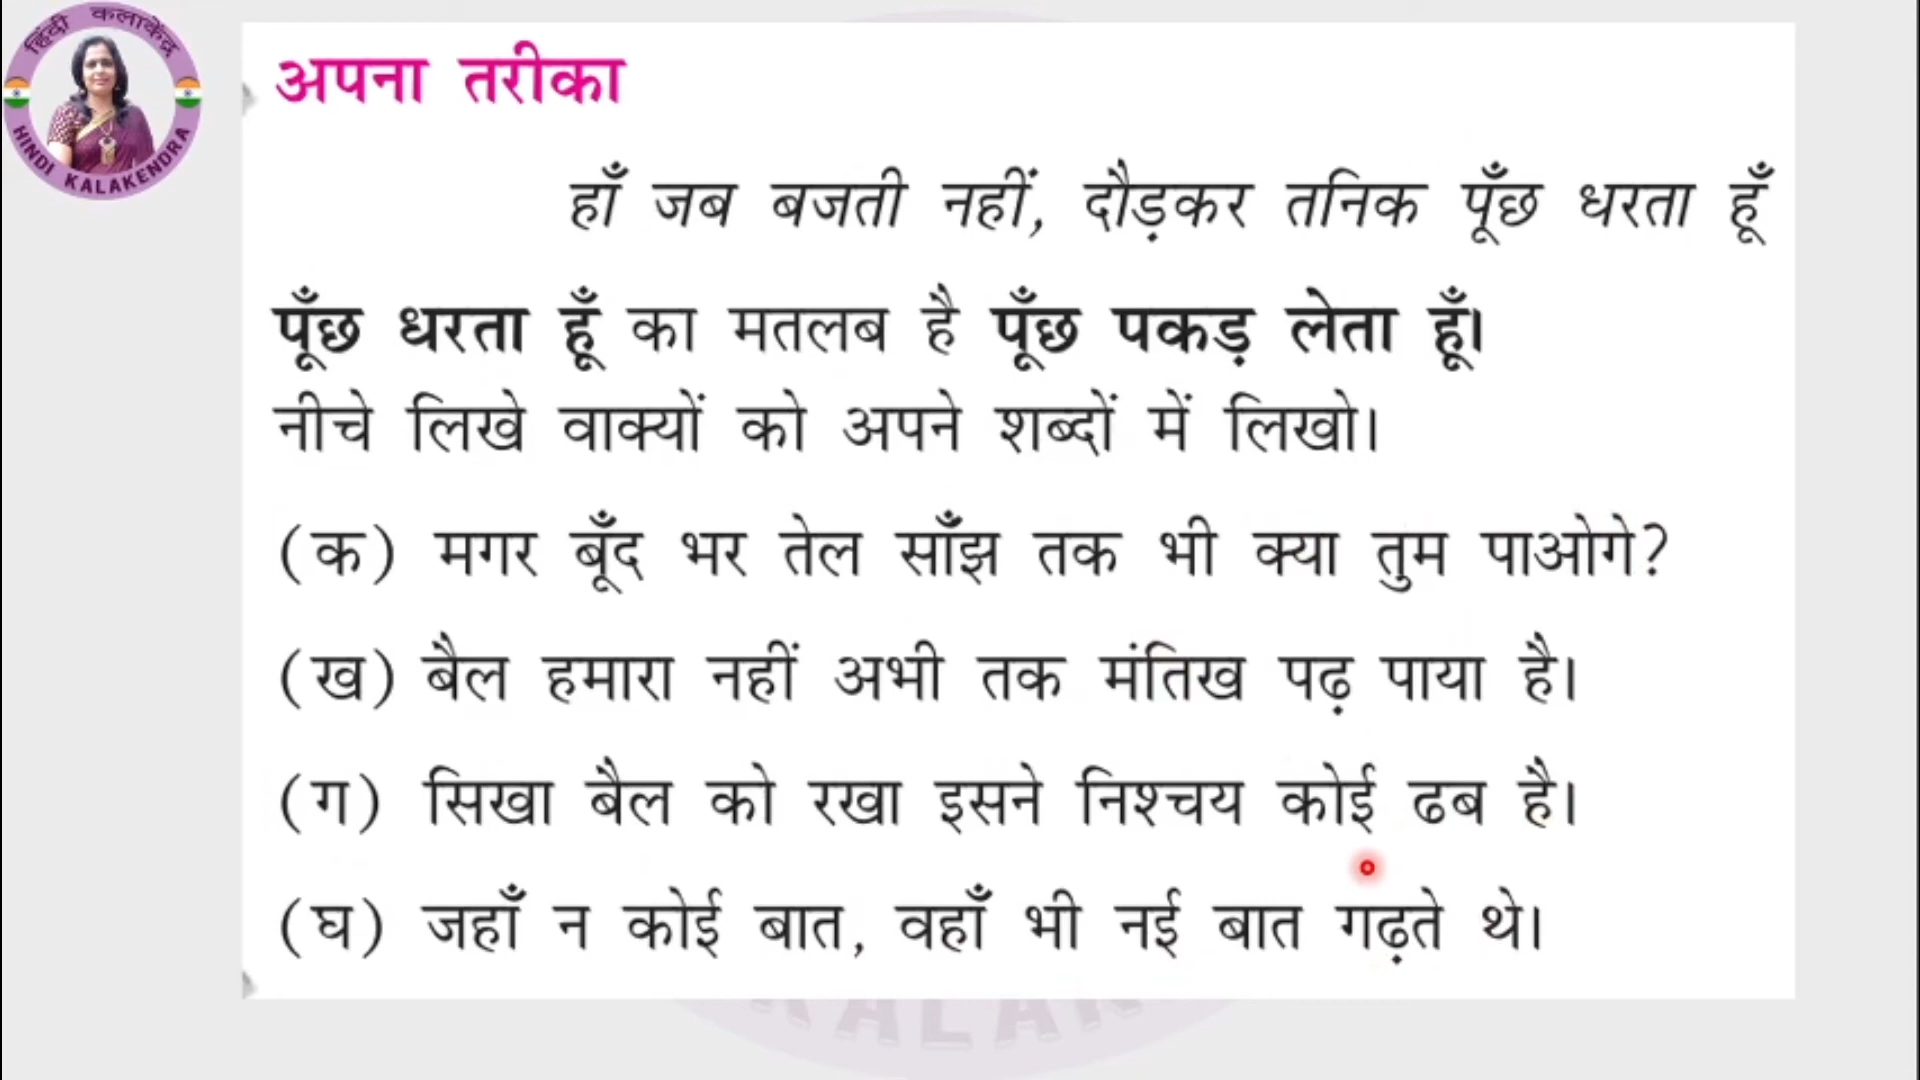 हिंदी कलाकेंद्र
HINDI KALAKENDRA
अपना तरीका
हाँ जब बजती नहीं, दौड़कर तनिक पूँछ धरता हूँ
पूँछ धरता हूँ का मतलब है पूँछ पकड़ लेता हूँ।
नीचे लिखे वाक्यों को अपने शब्दों में लिखो।
(क) मगर बूँद भर तेल साँझ तक भी क्या तुम पाओगे?
(ख) बैल हमारा नहीं अभी तक मंतिख पढ़ पाया है।
(ग) सिखा बैल को रखा इसने निश्चय कोई ढब है।
(घ) जहाँ न कोई बात, वहाँ भी नई बात गढ़ते थे।